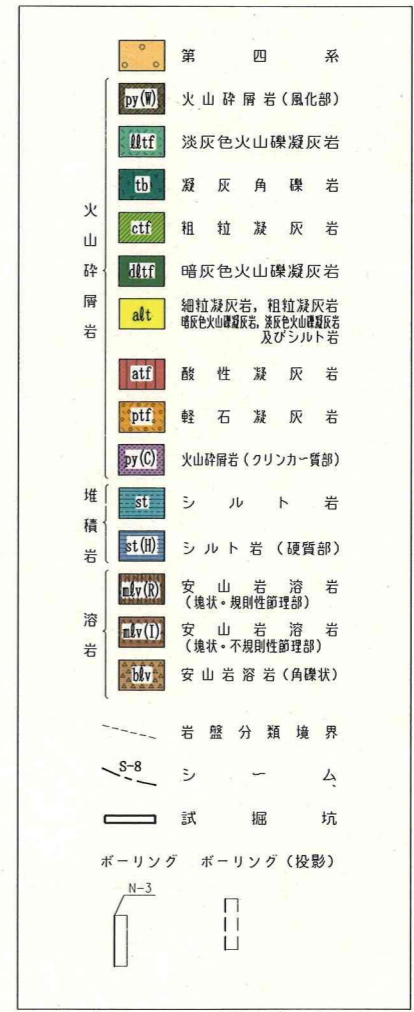 第四系
火山砕屑岩
py(W) 火山砕屑岩(風化部)
lltf 淡灰色火山礫凝灰岩
tb 凝灰角礫岩
ctf 粗粒凝灰岩
dltf 暗灰色火山礫凝灰岩
alt 細粒凝灰岩,粗粒凝灰岩
暗灰色火山礫凝灰岩,淡灰色火山礫凝灰岩
及びシルト岩
atf 酸性凝灰岩
ptf 軽石凝灰岩
py(C) 火山砕屑岩(クリンカー質部)
堆積岩
st シルト岩
st(H) シルト岩(硬質部)
溶岩
mlv(R) 安山岩溶岩
(塊状・規則性節理部)
mlv(I) 安山岩溶岩
(塊状・不規則性節理部)
blv 安山岩溶岩(角礫状)
岩盤分類境界
S-8 シーム
試掘坑
ボーリング ボーリング(投影)
N-3